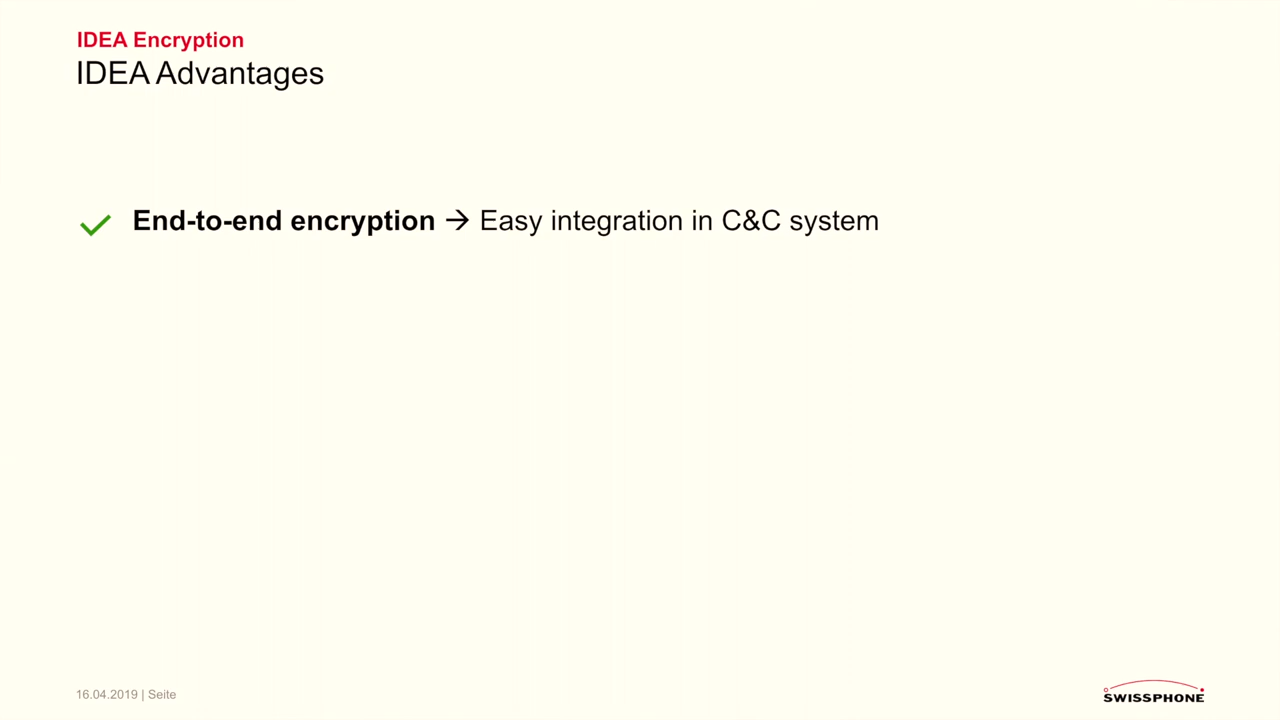 IDEA Encryption
IDEA Advantages
End-to-end encryption → Easy integration in C&C system
16.04.2019 | Seite
SWISSPHONE